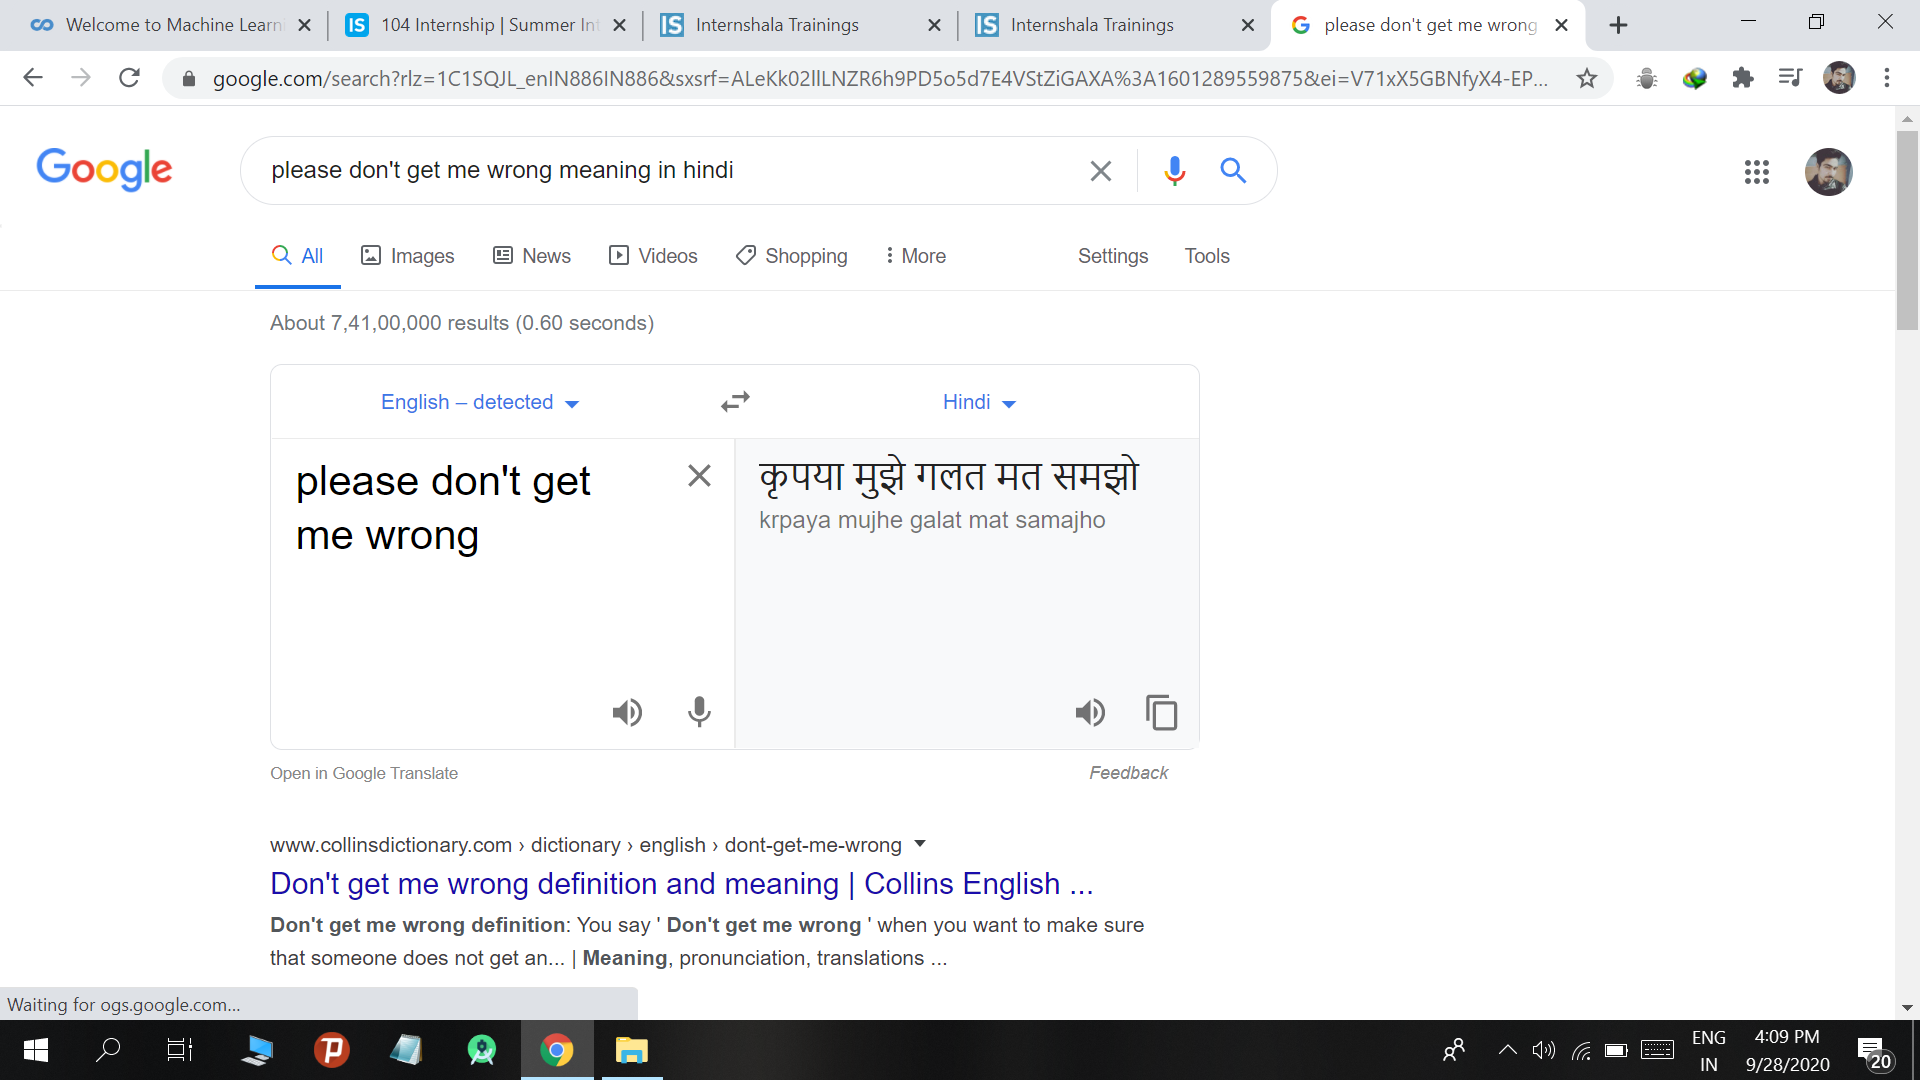 Welcome to Machine Learni
104 Internship | Summer Int
Internshala Trainings
Internshala Trainings
please don't get me wrong
google.com/search?rlz=1C1SQJL_enIN886IN886&sxsrf=ALeKk02llLNZR6h9PD5o5d7E4VStZiGAXA%3A1601289559875&ei=V71xX5GBNfyX4-EP...
Google
please don't get me wrong meaning in hindi
All
Images
News
Videos
Shopping
More
Settings
Tools
About 7,41,00,000 results (0.60 seconds)
English – detected
Hindi
please don't get
me wrong
कृपया मुझे गलत मत समझो
krpaya mujhe galat mat samajho
Open in Google Translate
Feedback
www.collinsdictionary.com › dictionary › english › dont-get-me-wrong
Don't get me wrong definition and meaning | Collins English ...
Don't get me wrong definition: You say ' Don't get me wrong ' when you want to make sure
that someone does not get an... | Meaning, pronunciation, translations ...
Waiting for ogs.google.com...
ENG
IN
4:09 PM
9/28/2020
20